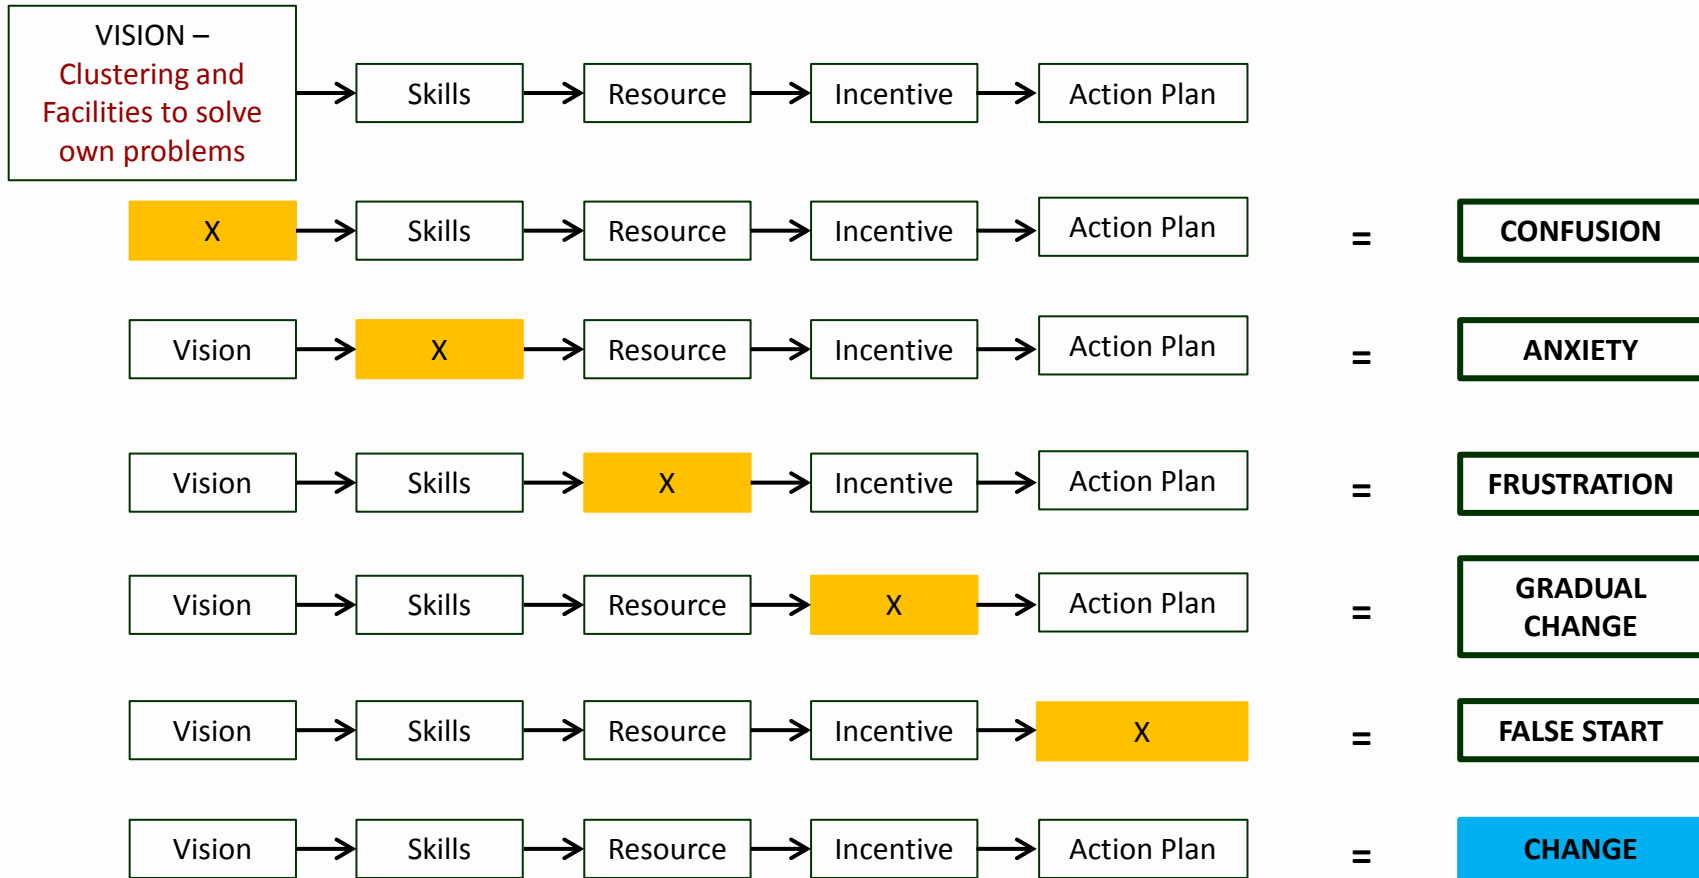 VISION –
Clustering and
Facilities to solve
own problems
Skills
Resource
Incentive
Action Plan
X
Skills
Resource
Incentive
Action Plan
=
CONFUSION
Vision
X
Resource
Incentive
Action Plan
=
ANXIETY
Vision
Skills
X
Incentive
Action Plan
=
FRUSTRATION
Vision
Skills
Resource
X
Action Plan
=
GRADUAL
CHANGE
Vision
Skills
Resource
Incentive
X
=
FALSE START
Vision
Skills
Resource
Incentive
Action Plan
=
CHANGE